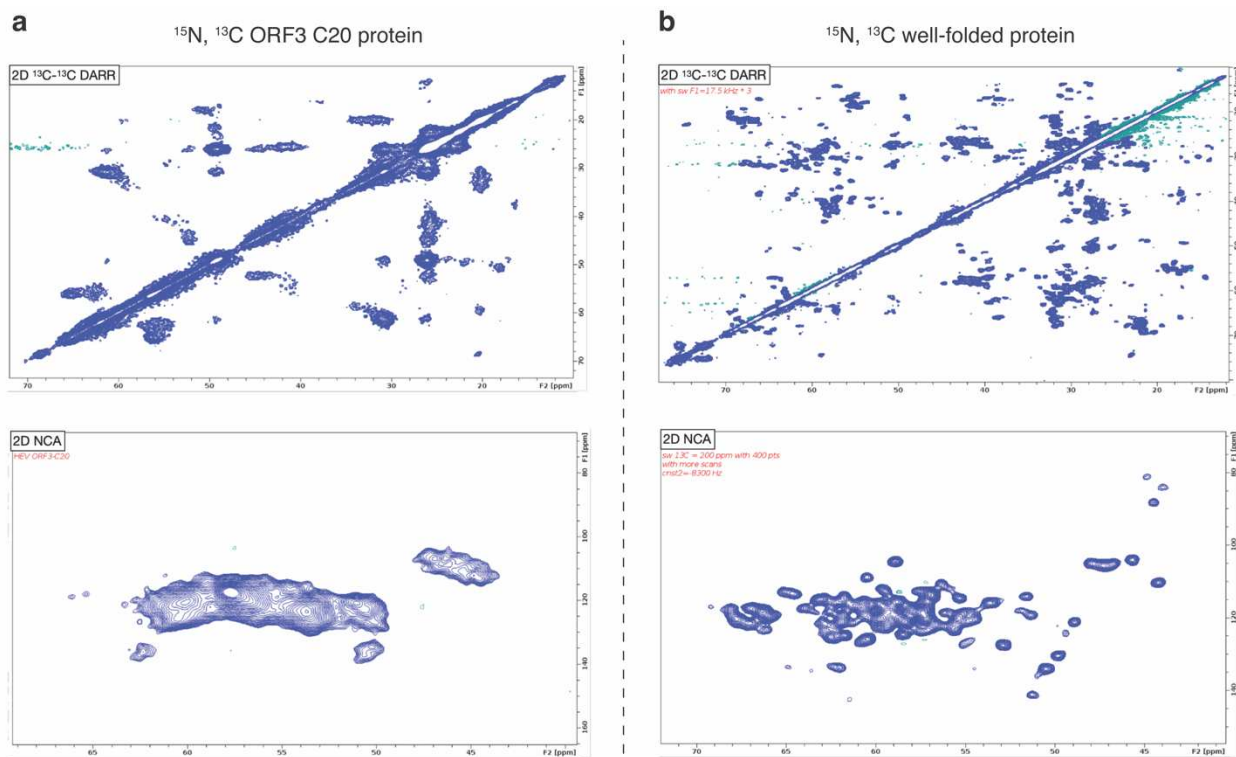 a
¹⁵N, ¹³C ORF3 C20 protein
2D ¹³C-¹³C DARR
F1 [ppm]
20
30
40
50
60
70
70 60 50 40 30 20 F2 [ppm]
2D NCA
HEV ORF3-C20
F1 [ppm]
80
100
120
140
160
65 60 55 50 45 F2 [ppm]
b
¹⁵N, ¹³C well-folded protein
2D ¹³C-¹³C DARR
with sw F1=17.5 kHz * 3
F1 [ppm]
70 60 50 40 30 20 F2 [ppm]
2D NCA
sw 13C = 200 ppm with 400 pts
with more scans
cnst2=-8300 Hz
F1 [ppm]
80
100
120
140
70 65 60 55 50 45 F2 [ppm]